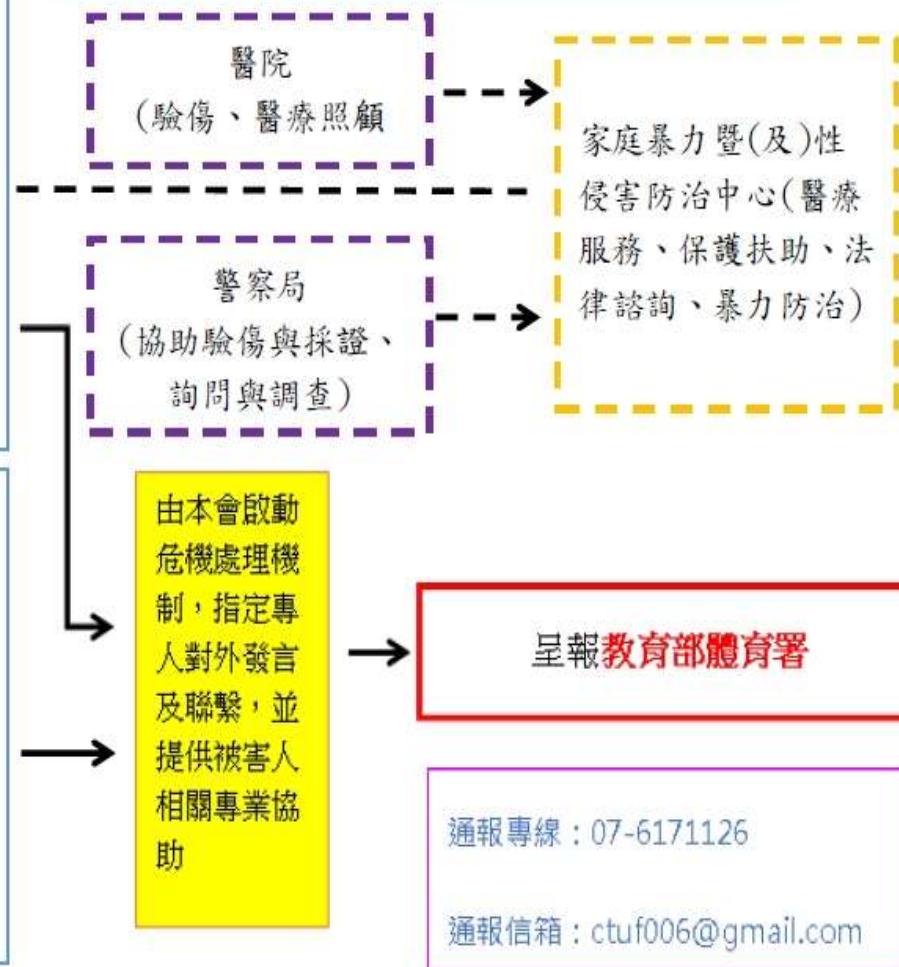 醫院
(驗傷、醫療照顧
家庭暴力暨(及)性
侵害防治中心(醫療
服務、保護扶助、法
律諮詢、暴力防治)
警察局
(協助驗傷與採證、
詢問與調查)
由本會啟動
危機處理機
制，指定專
人對外發言
及聯繫，並
提供被害人
相關專業協
助
呈報教育部體育署
通報專線：07-6171126
通報信箱：ctuf006@gmail.com